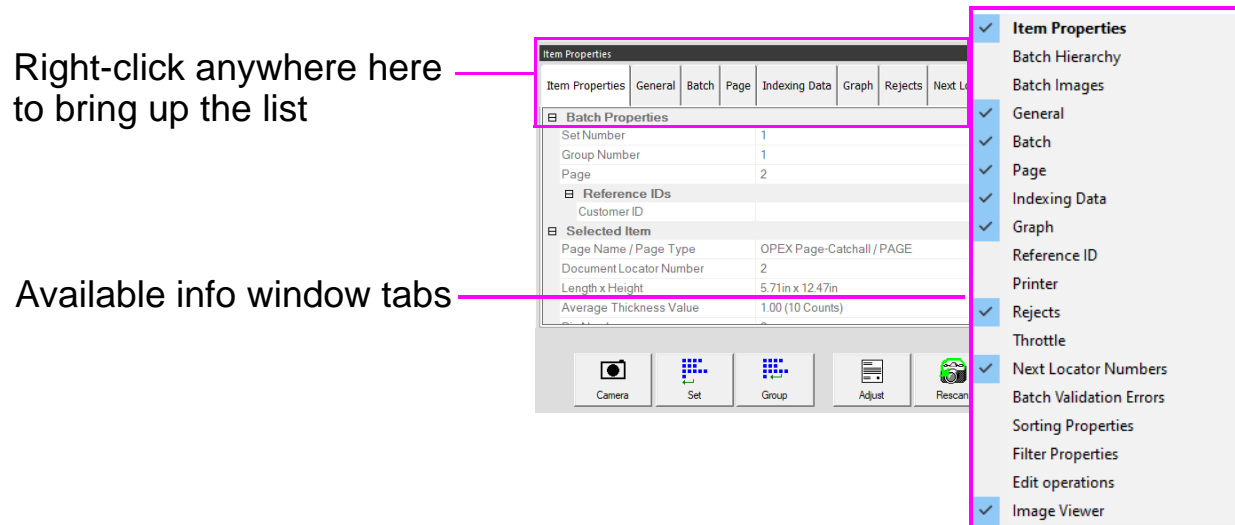 Right-click anywhere here
to bring up the list
Available info window tabs
Item Properties
Item Properties General Batch Page Indexing Data Graph Rejects Next Lo
Batch Properties
Set Number 1
Group Number 1
Page 2
Reference IDs
Customer ID
Selected Item
Page Name / Page Type OPEX Page-Catchall / PAGE
Document Locator Number 2
Length x Height 5.71in x 12.47in
Average Thickness Value 1.00 (10 Counts)
Camera Set Group Adjust Rescan
Item Properties
Batch Hierarchy
Batch Images
General
Batch
Page
Indexing Data
Graph
Reference ID
Printer
Rejects
Throttle
Next Locator Numbers
Batch Validation Errors
Sorting Properties
Filter Properties
Edit operations
Image Viewer